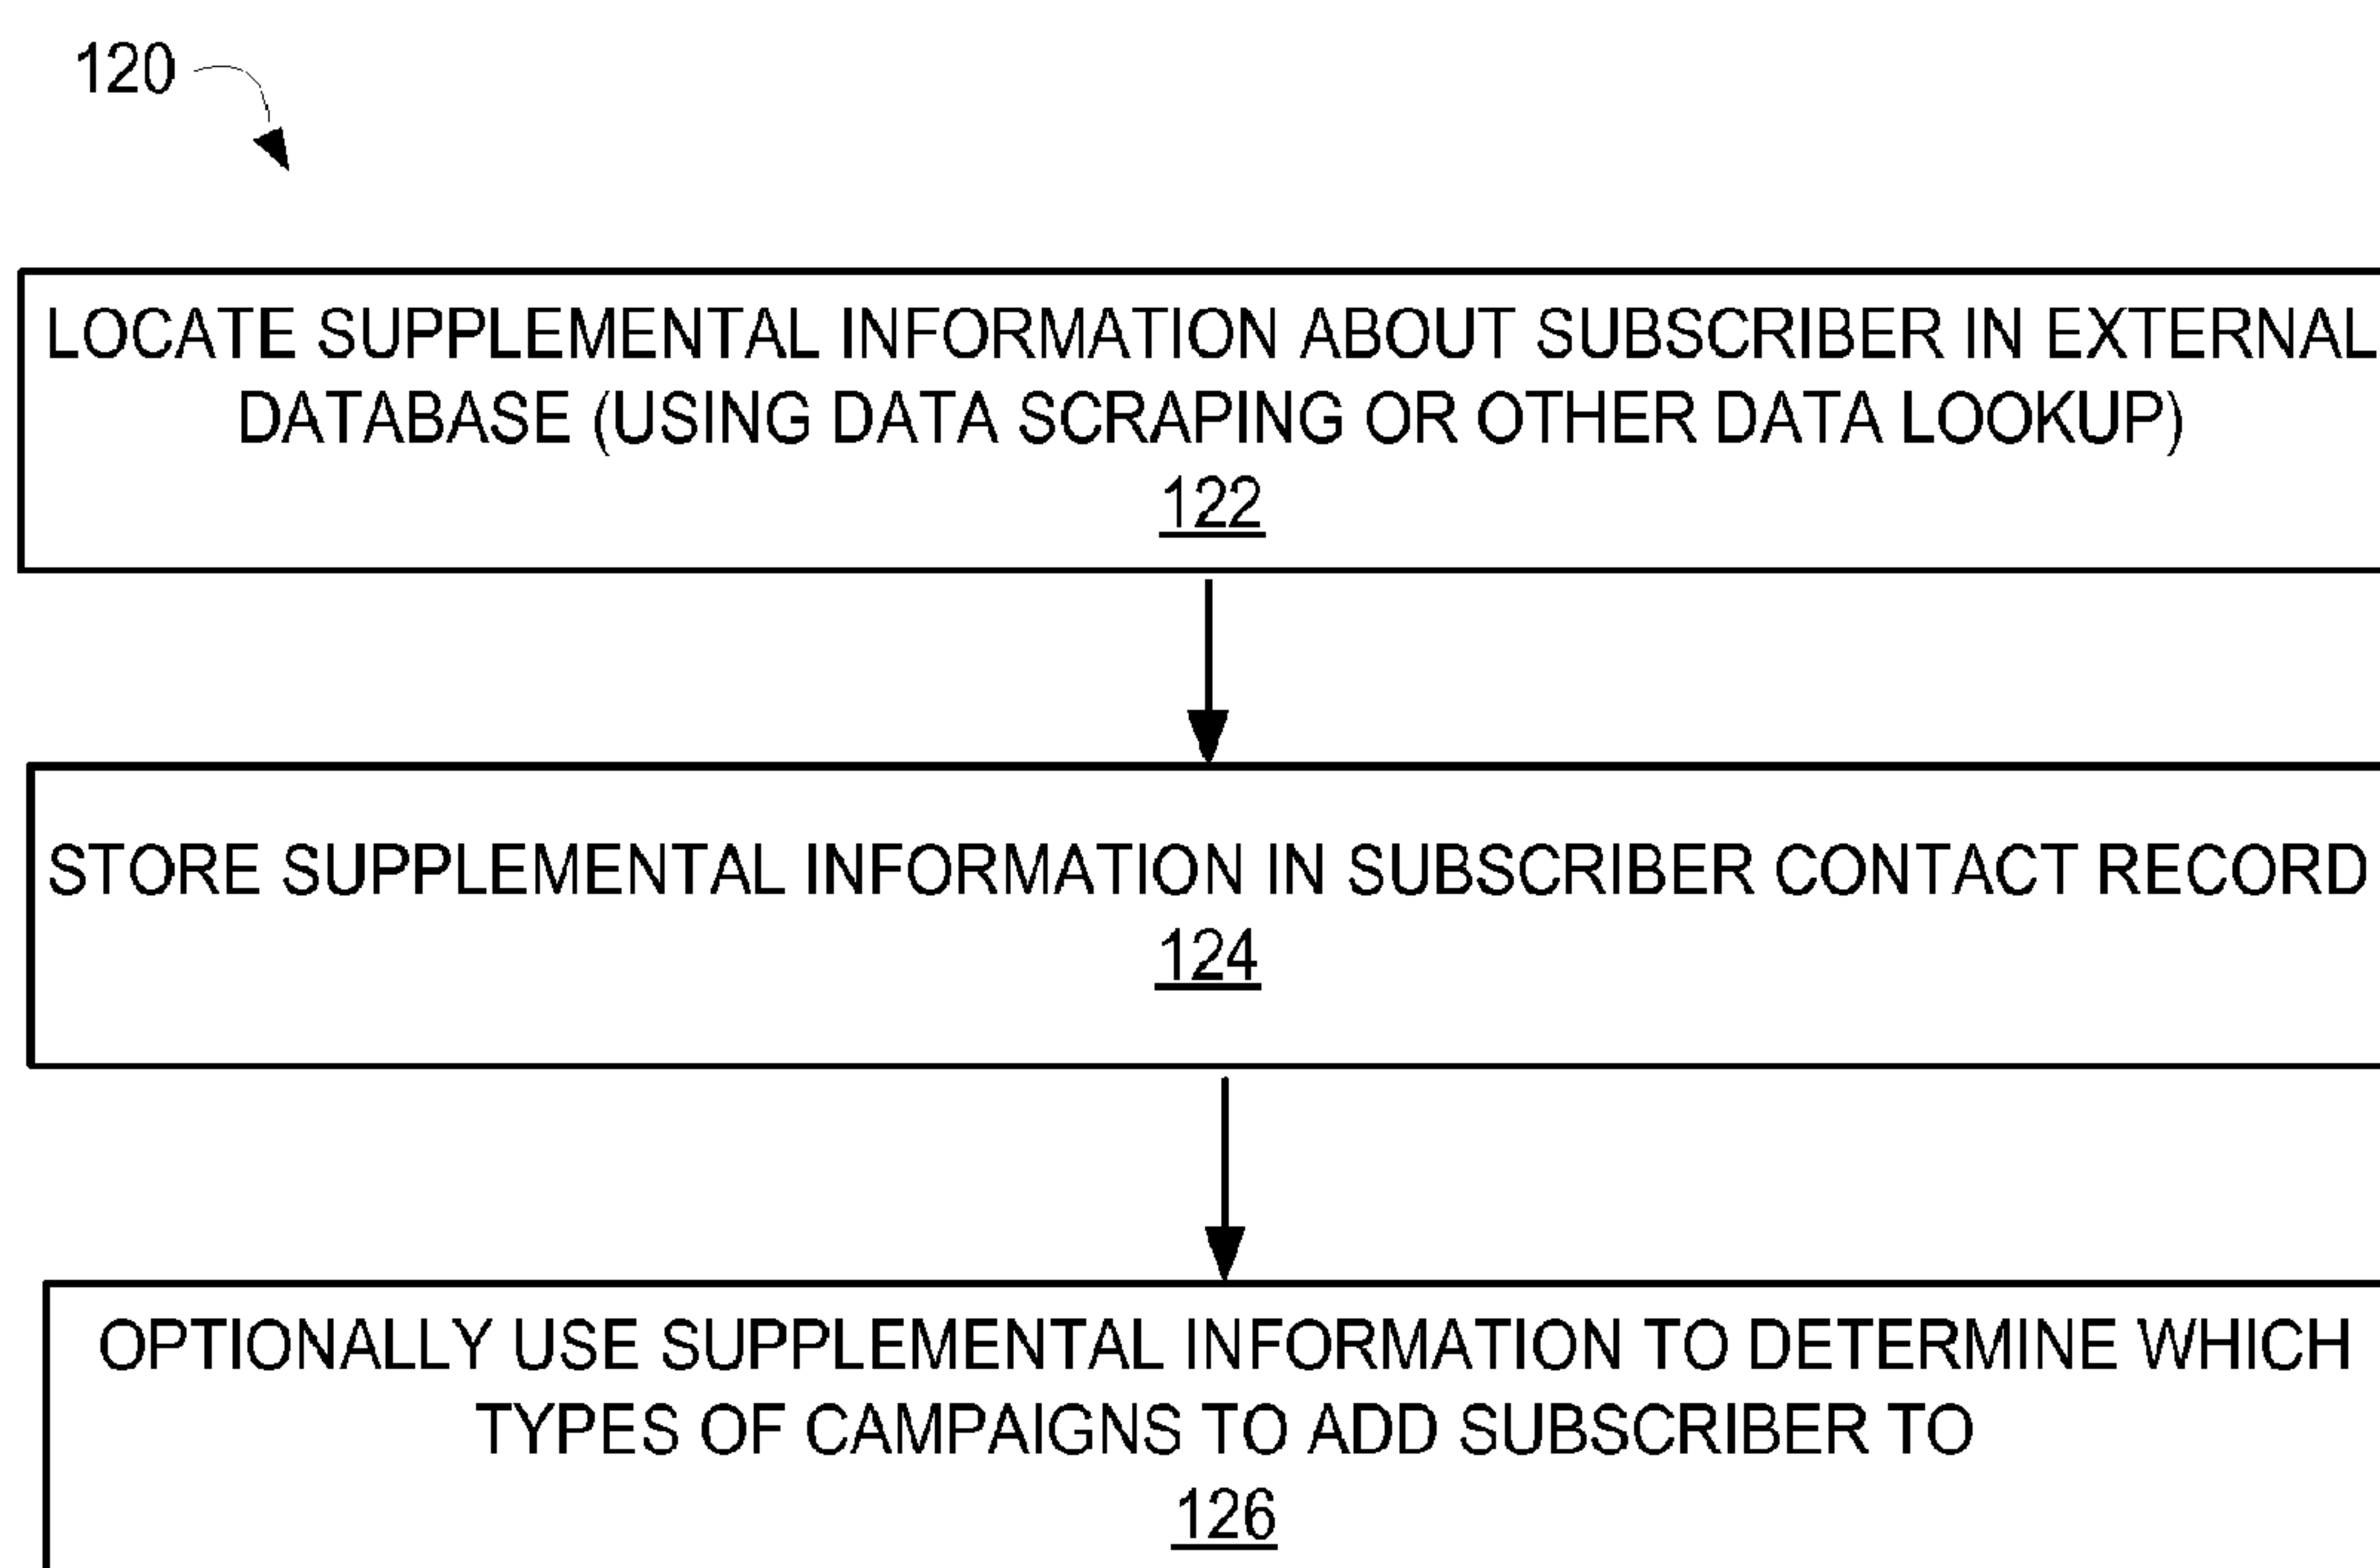 120
LOCATE SUPPLEMENTAL INFORMATION ABOUT SUBSCRIBER IN EXTERNAL
DATABASE (USING DATA SCRAPING OR OTHER DATA LOOKUP)
122
STORE SUPPLEMENTAL INFORMATION IN SUBSCRIBER CONTACT RECORD
124
OPTIONALLY USE SUPPLEMENTAL INFORMATION TO DETERMINE WHICH
TYPES OF CAMPAIGNS TO ADD SUBSCRIBER TO
126